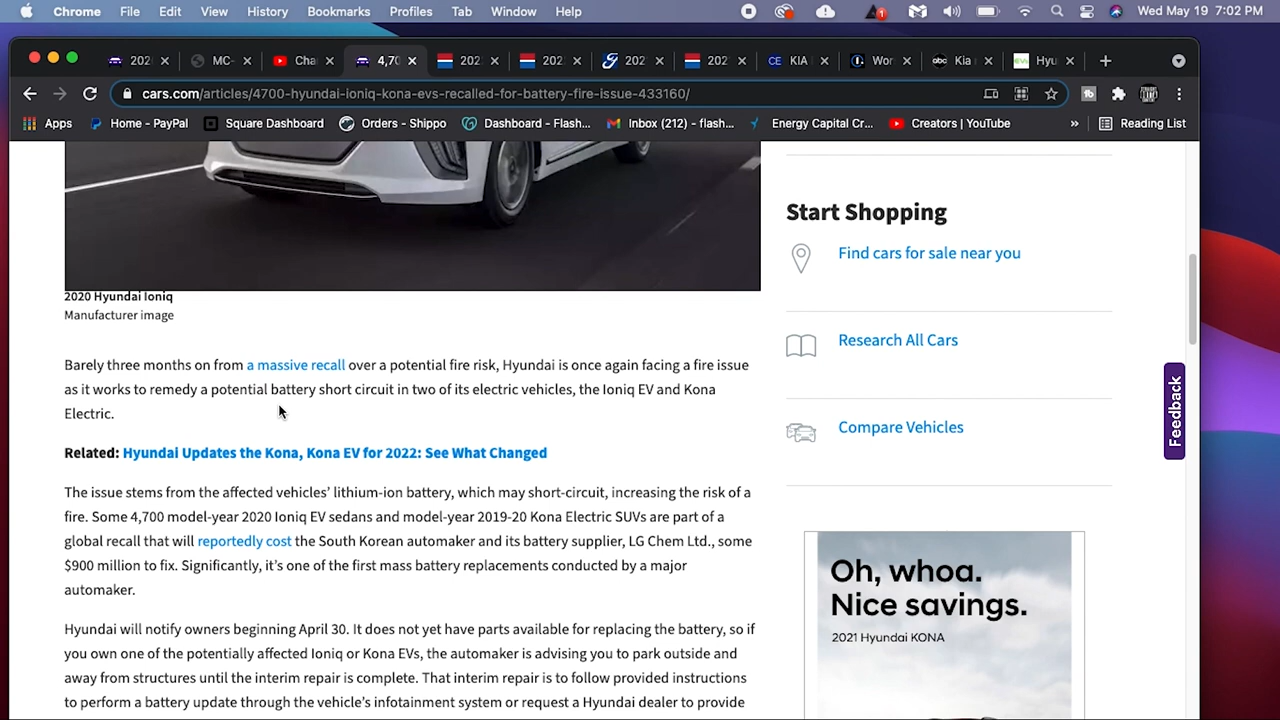 Chrome File Edit View History Bookmarks Profiles Tab Window Help Wed May 19 7:02 PM
202 MC- Cha 4,70 202 202 202 202 KIA Wor Kia Hyu
cars.com/articles/4700-hyundai-ioniq-kona-evs-recalled-for-battery-fire-issue-433160/
Apps Home - PayPal Square Dashboard Orders - Shippo Dashboard - Flash... Inbox (212) - flash... Energy Capital Cr... Creators | YouTube » Reading List
2020 Hyundai Ioniq
Manufacturer image
Barely three months on from a massive recall over a potential fire risk, Hyundai is once again facing a fire issue
as it works to remedy a potential battery short circuit in two of its electric vehicles, the Ioniq EV and Kona
Electric.
Related: Hyundai Updates the Kona, Kona EV for 2022: See What Changed
The issue stems from the affected vehicles’ lithium-ion battery, which may short-circuit, increasing the risk of a
fire. Some 4,700 model-year 2020 Ioniq EV sedans and model-year 2019-20 Kona Electric SUVs are part of a
global recall that will reportedly cost the South Korean automaker and its battery supplier, LG Chem Ltd., some
$900 million to fix. Significantly, it’s one of the first mass battery replacements conducted by a major
automaker.
Hyundai will notify owners beginning April 30. It does not yet have parts available for replacing the battery, so if
you own one of the potentially affected Ioniq or Kona EVs, the automaker is advising you to park outside and
away from structures until the interim repair is complete. That interim repair is to follow provided instructions
to perform a battery update through the vehicle’s infotainment system or request a Hyundai dealer to provide
Start Shopping
Find cars for sale near you
Research All Cars
Compare Vehicles
Feedback
Oh, whoa.
Nice savings.
2021 Hyundai KONA